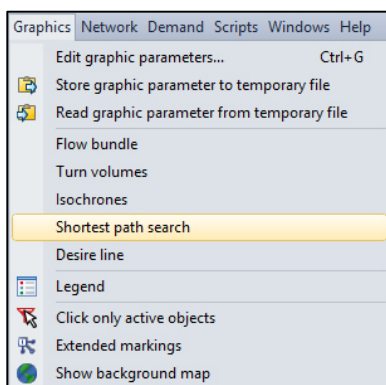 Graphics Network Demand Scripts Windows Help
Edit graphic parameters... Ctrl+G
Store graphic parameter to temporary file
Read graphic parameter from temporary file
Flow bundle
Turn volumes
Isochrones
Shortest path search
Desire line
Legend
Click only active objects
Extended markings
Show background map